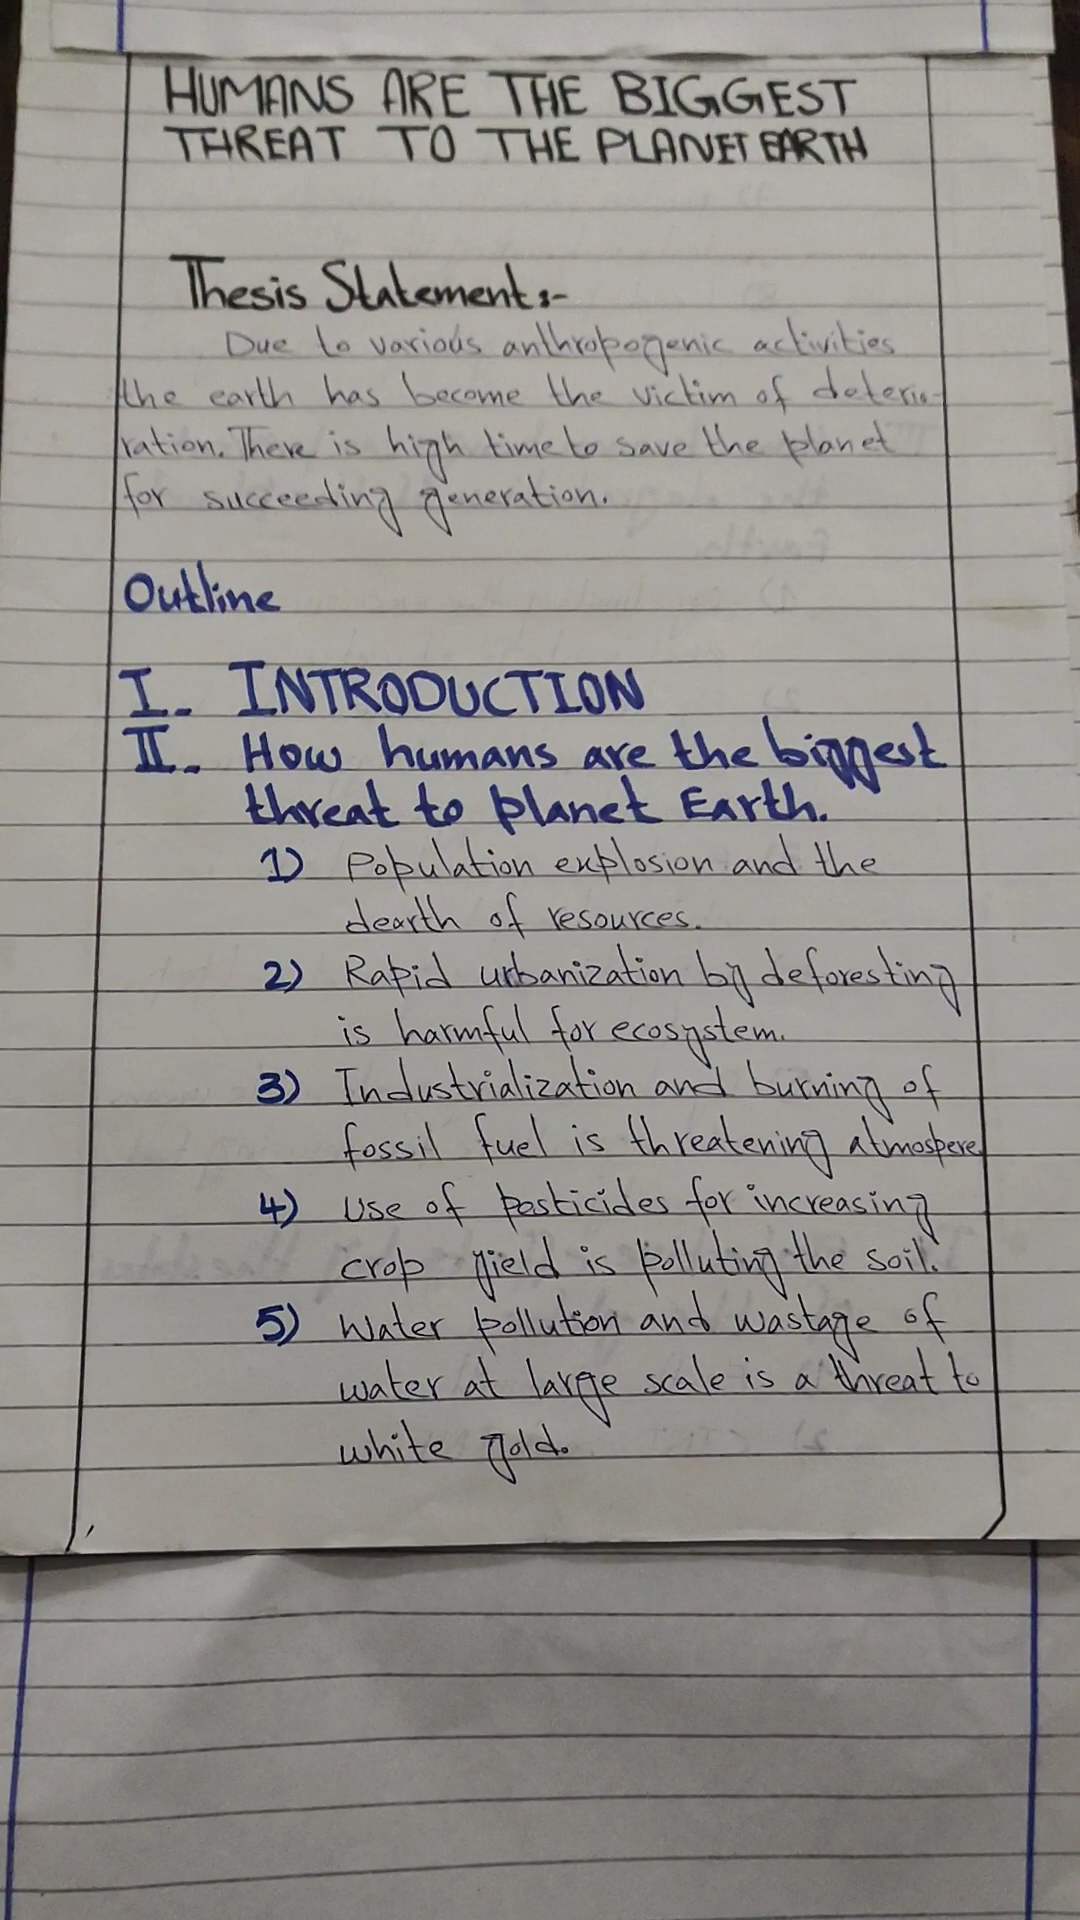 HUMANS ARE THE BIGGEST
THREAT TO THE PLANET EARTH
Thesis Statement:-
Due to various anthropogenic activities
the earth has become the victim of deterio-
ration. There is high time to save the planet
for succeeding generation.
Outline
I. INTRODUCTION
II. How humans are the biggest
threat to planet Earth.
1) Population explosion and the
dearth of resources.
2) Rapid urbanization by deforesting
is harmful for ecosystem.
3) Industrialization and burning of
fossil fuel is threatening atmospere
4) Use of pesticides for increasing
crop yield is polluting the soil.
5) Water pollution and wastage of
water at large scale is a threat to
white gold.